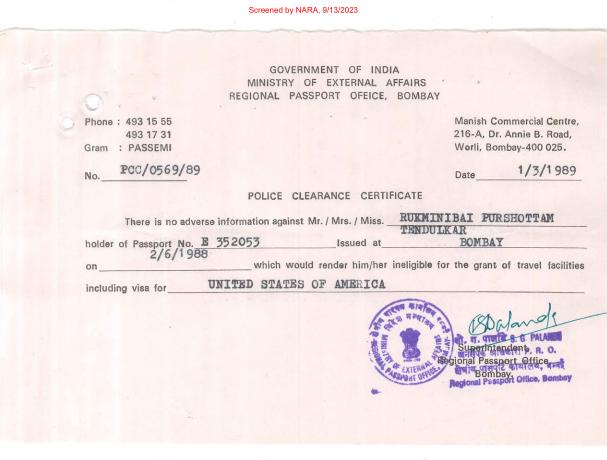 Screened by NARA, 9/13/2023
GOVERNMENT OF INDIA
MINISTRY OF EXTERNAL AFFAIRS
REGIONAL PASSPORT OFEICE, BOMBAY
Phone : 493 15 55
493 17 31
Gram : PASSEMI
No. PCC/0569/89
Manish Commercial Centre,
216-A, Dr. Annie B. Road,
Worli, Bombay-400 025.
Date 1/3/1989
POLICE CLEARANCE CERTIFICATE
There is no adverse information against Mr. / Mrs. / Miss. RUKMINIBAI PURSHOTTAM
TENDULKAR
holder of Passport No. E 352053 Issued at BOMBAY
on 2/6/1988 which would render him/her ineligible for the grant of travel facilities
including visa for UNITED STATES OF AMERICA
MINISTRY OF EXTERNAL AFFAIRS
REGIONAL PASSPORT OFFICE,
S. G. PALANDE
Superintendent,
P. R. O.
Regional Passport Office,
क्षेत्रीय पासपोर्ट कार्यालय, बम्बई
Bombay.
Regional Passport Office, Bombay